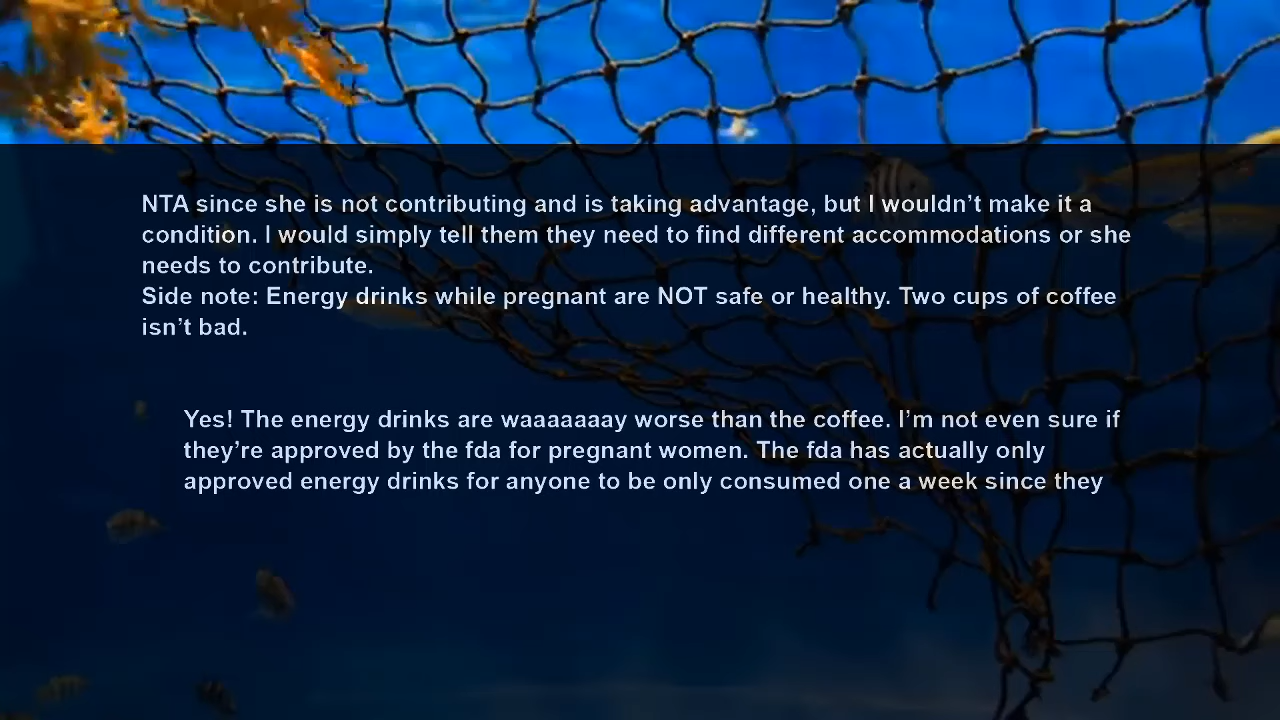 NTA since she is not contributing and is taking advantage, but I wouldn’t make it a
condition. I would simply tell them they need to find different accommodations or she
needs to contribute.
Side note: Energy drinks while pregnant are NOT safe or healthy. Two cups of coffee
isn’t bad.
Yes! The energy drinks are waaaaaaay worse than the coffee. I’m not even sure if
they’re approved by the fda for pregnant women. The fda has actually only
approved energy drinks for anyone to be only consumed one a week since they